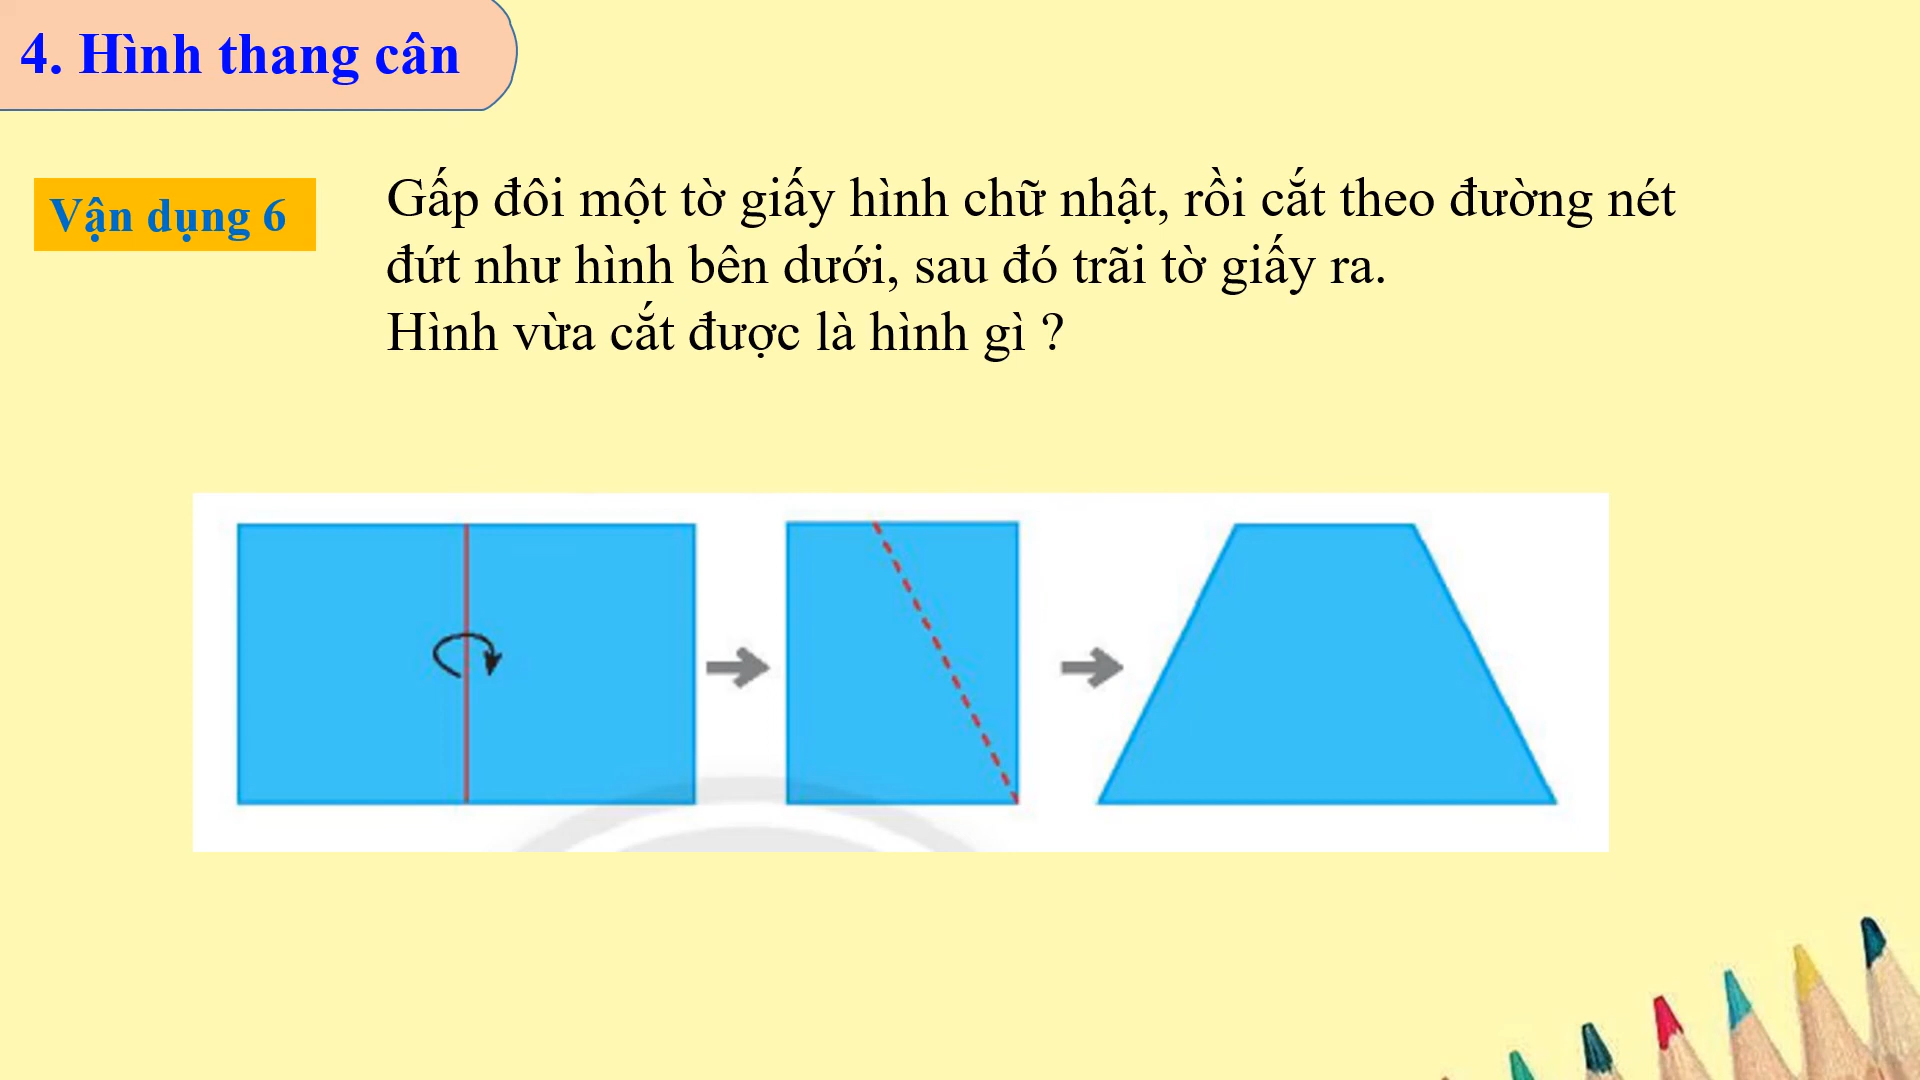 4. Hình thang cân
Vận dụng 6
Gấp đôi một tờ giấy hình chữ nhật, rồi cắt theo đường nét
đứt như hình bên dưới, sau đó trãi tờ giấy ra.
Hình vừa cắt được là hình gì ?